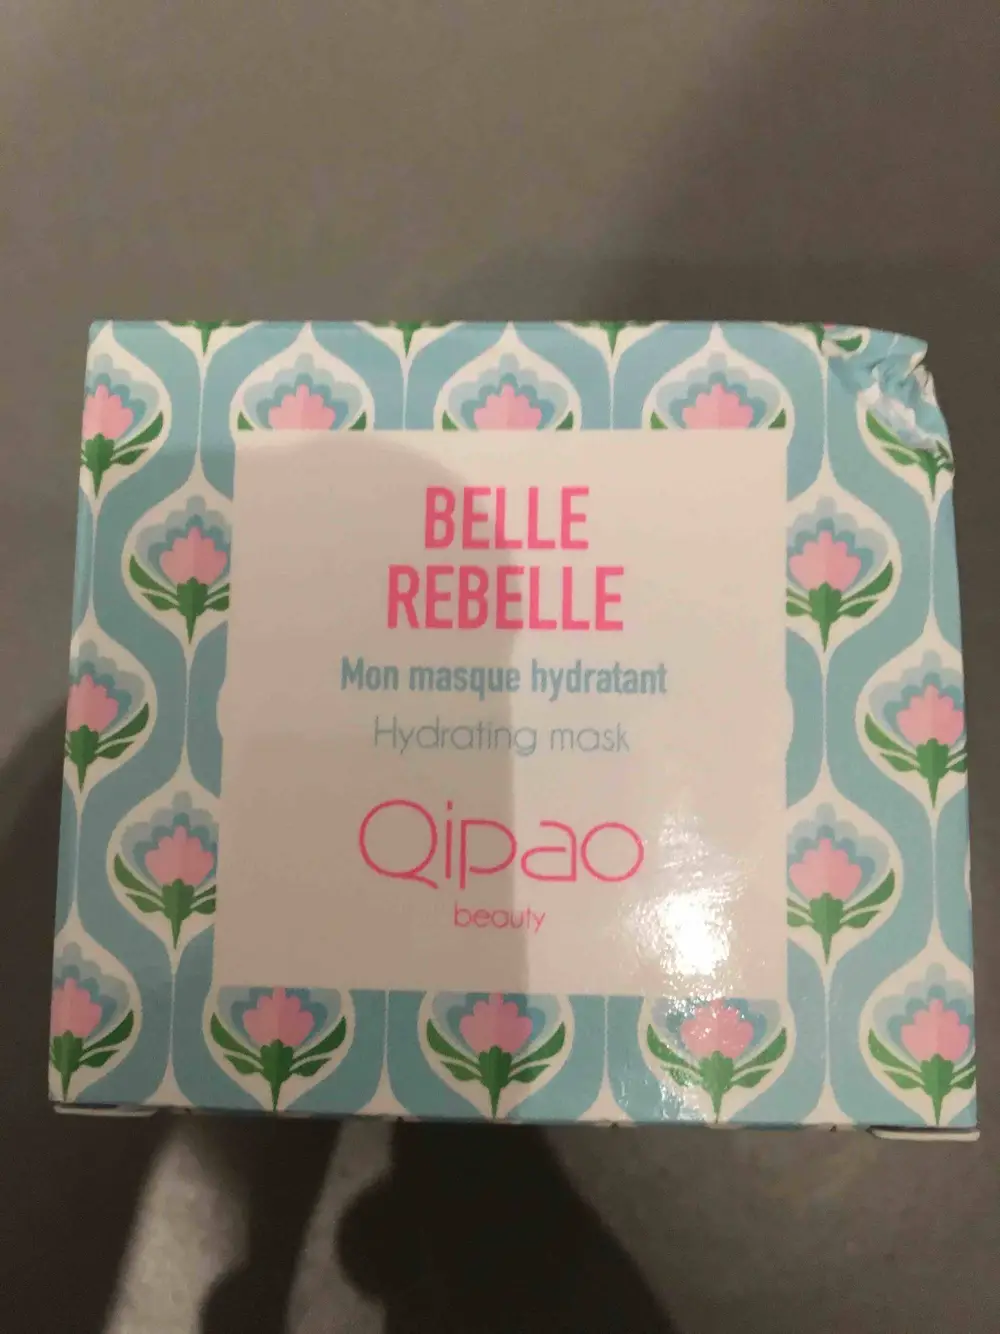 BELLE
REBELLE
Mon masque hydratant
Hydrating mask
Qipao
beauty